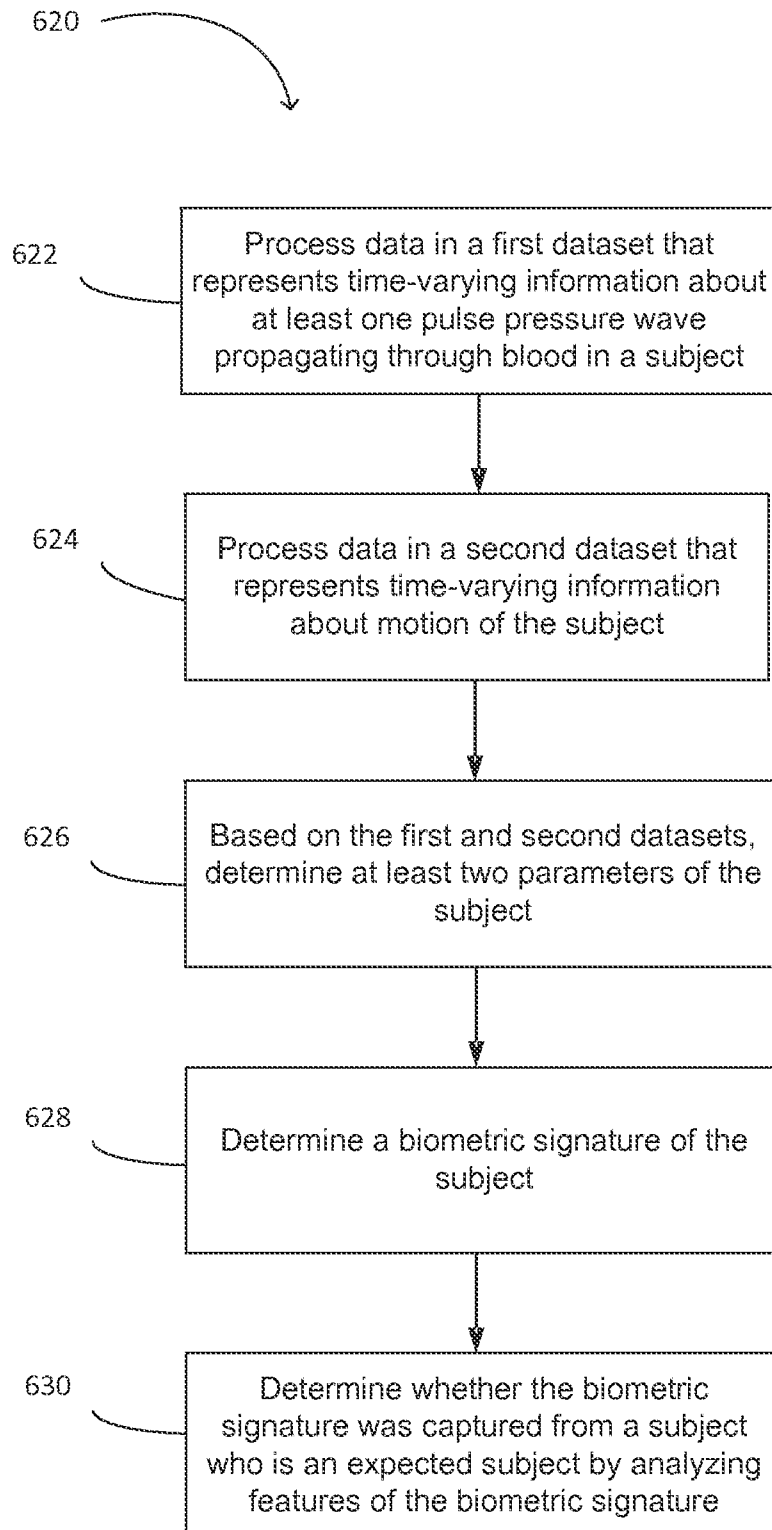 620
622
Process data in a first dataset that
represents time-varying information about
at least one pulse pressure wave
propagating through blood in a subject
624
Process data in a second dataset that
represents time-varying information
about motion of the subject
626
Based on the first and second datasets,
determine at least two parameters of the
subject
628
Determine a biometric signature of the
subject
630
Determine whether the biometric
signature was captured from a subject
who is an expected subject by analyzing
features of the biometric signature